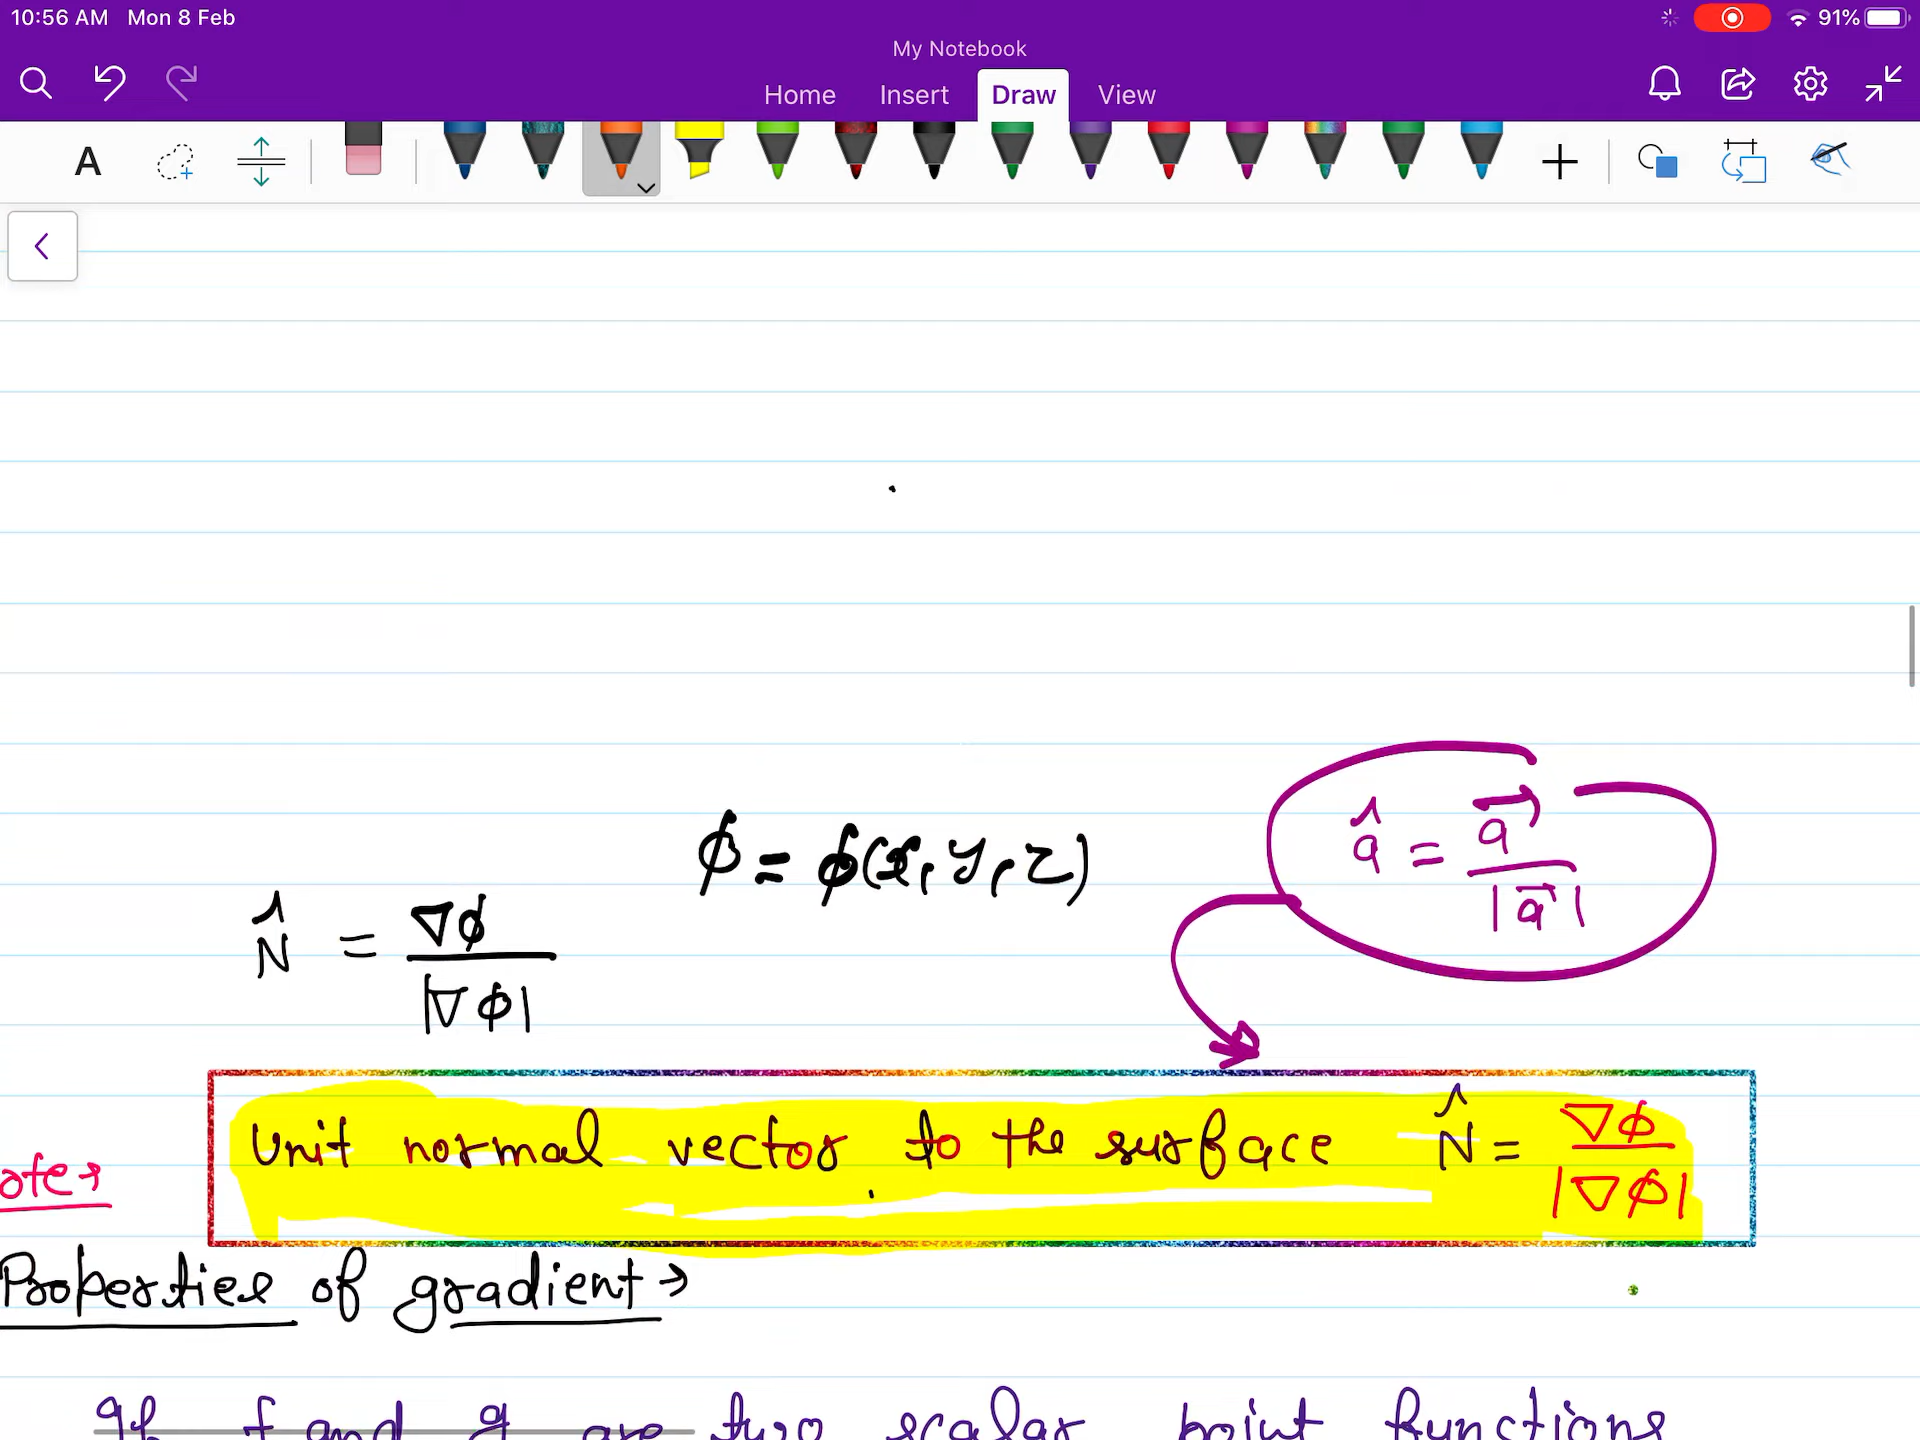 10:56 AM Mon 8 Feb
91%
My Notebook
Home Insert Draw View
A
φ = φ(x, y, z)
â = a⃗ / |a⃗|
N̂ = ∇φ / |∇φ|
Unit normal vector to the surface N̂ = ∇φ / |∇φ|
ote→
Properties of gradient →
If f and g are two scalar point functions